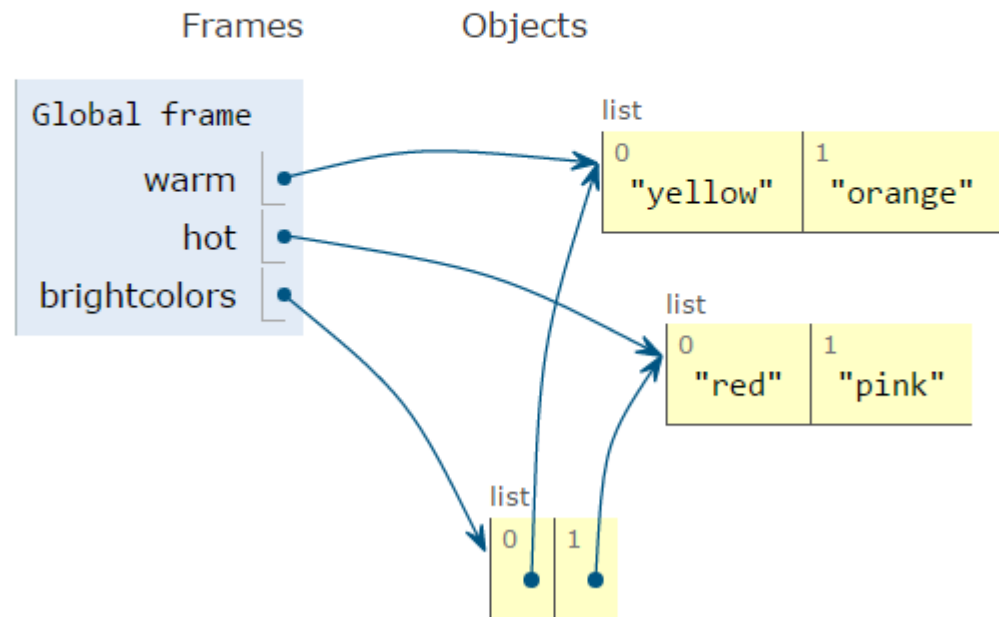 Frames Objects
Global frame
warm
hot
brightcolors
list
0 1
"yellow" "orange"
list
0 1
"red" "pink"
list
0 1